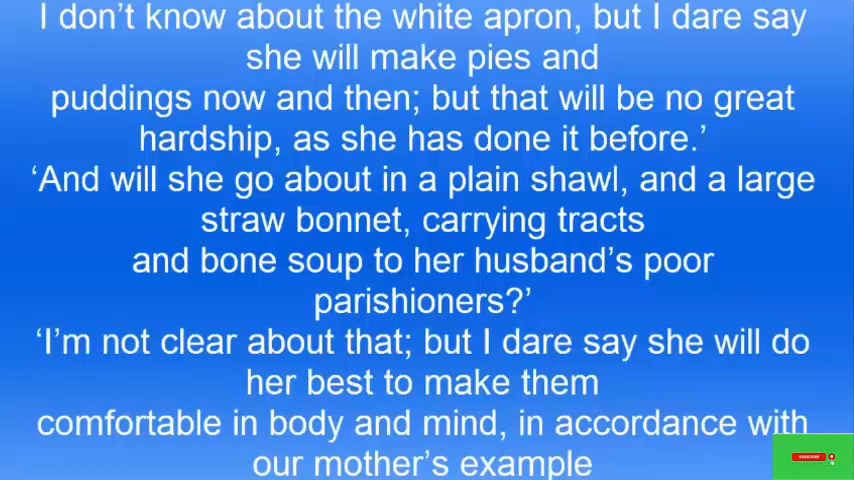 I don’t know about the white apron, but I dare say
she will make pies and
puddings now and then; but that will be no great
hardship, as she has done it before.’
‘And will she go about in a plain shawl, and a large
straw bonnet, carrying tracts
and bone soup to her husband’s poor
parishioners?’
‘I’m not clear about that; but I dare say she will do
her best to make them
comfortable in body and mind, in accordance with
our mother’s example
SUBSCRIBE